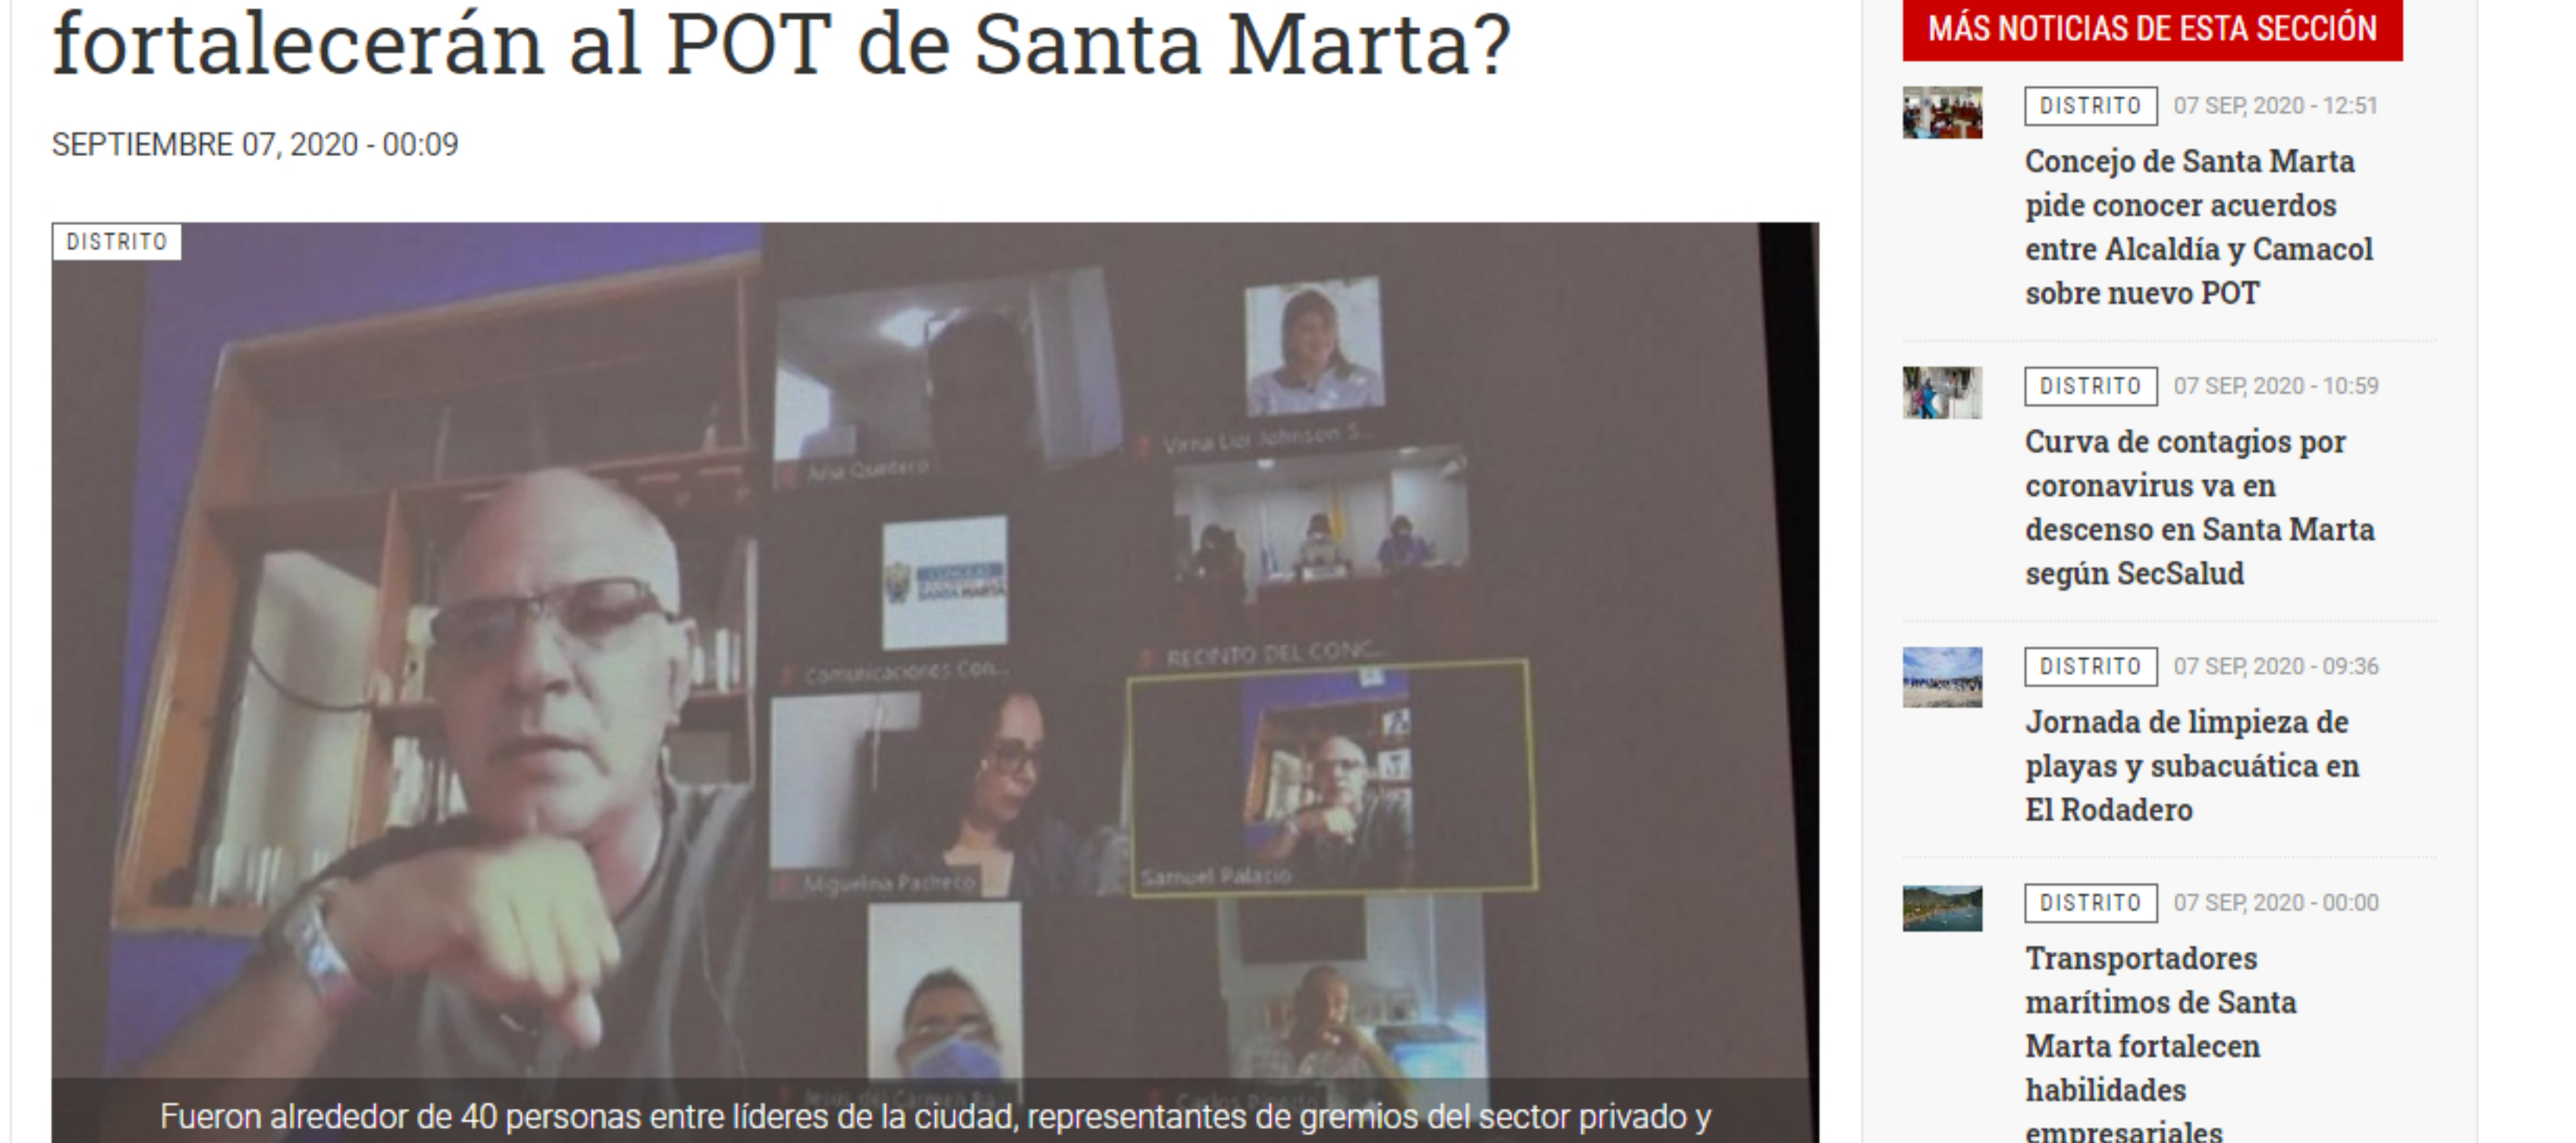 fortalecerán al POT de Santa Marta?
SEPTIEMBRE 07, 2020 - 00:09
DISTRITO
Julia Quintero
Virna Lizi Johnson S...
CONCEJO
SANTA MARTA
Comunicaciones Con...
RECINTO DEL CONC...
Miguelina Pacheco
Samuel Palacio
Fueron alrededor de 40 personas entre líderes de la ciudad, representantes de gremios del sector privado y
MÁS NOTICIAS DE ESTA SECCIÓN
DISTRITO 07 SEP, 2020 - 12:51
Concejo de Santa Marta
pide conocer acuerdos
entre Alcaldía y Camacol
sobre nuevo POT
DISTRITO 07 SEP, 2020 - 10:59
Curva de contagios por
coronavirus va en
descenso en Santa Marta
según SecSalud
DISTRITO 07 SEP, 2020 - 09:36
Jornada de limpieza de
playas y subacuática en
El Rodadero
DISTRITO 07 SEP, 2020 - 00:00
Transportadores
marítimos de Santa
Marta fortalecen
habilidades
empresariales